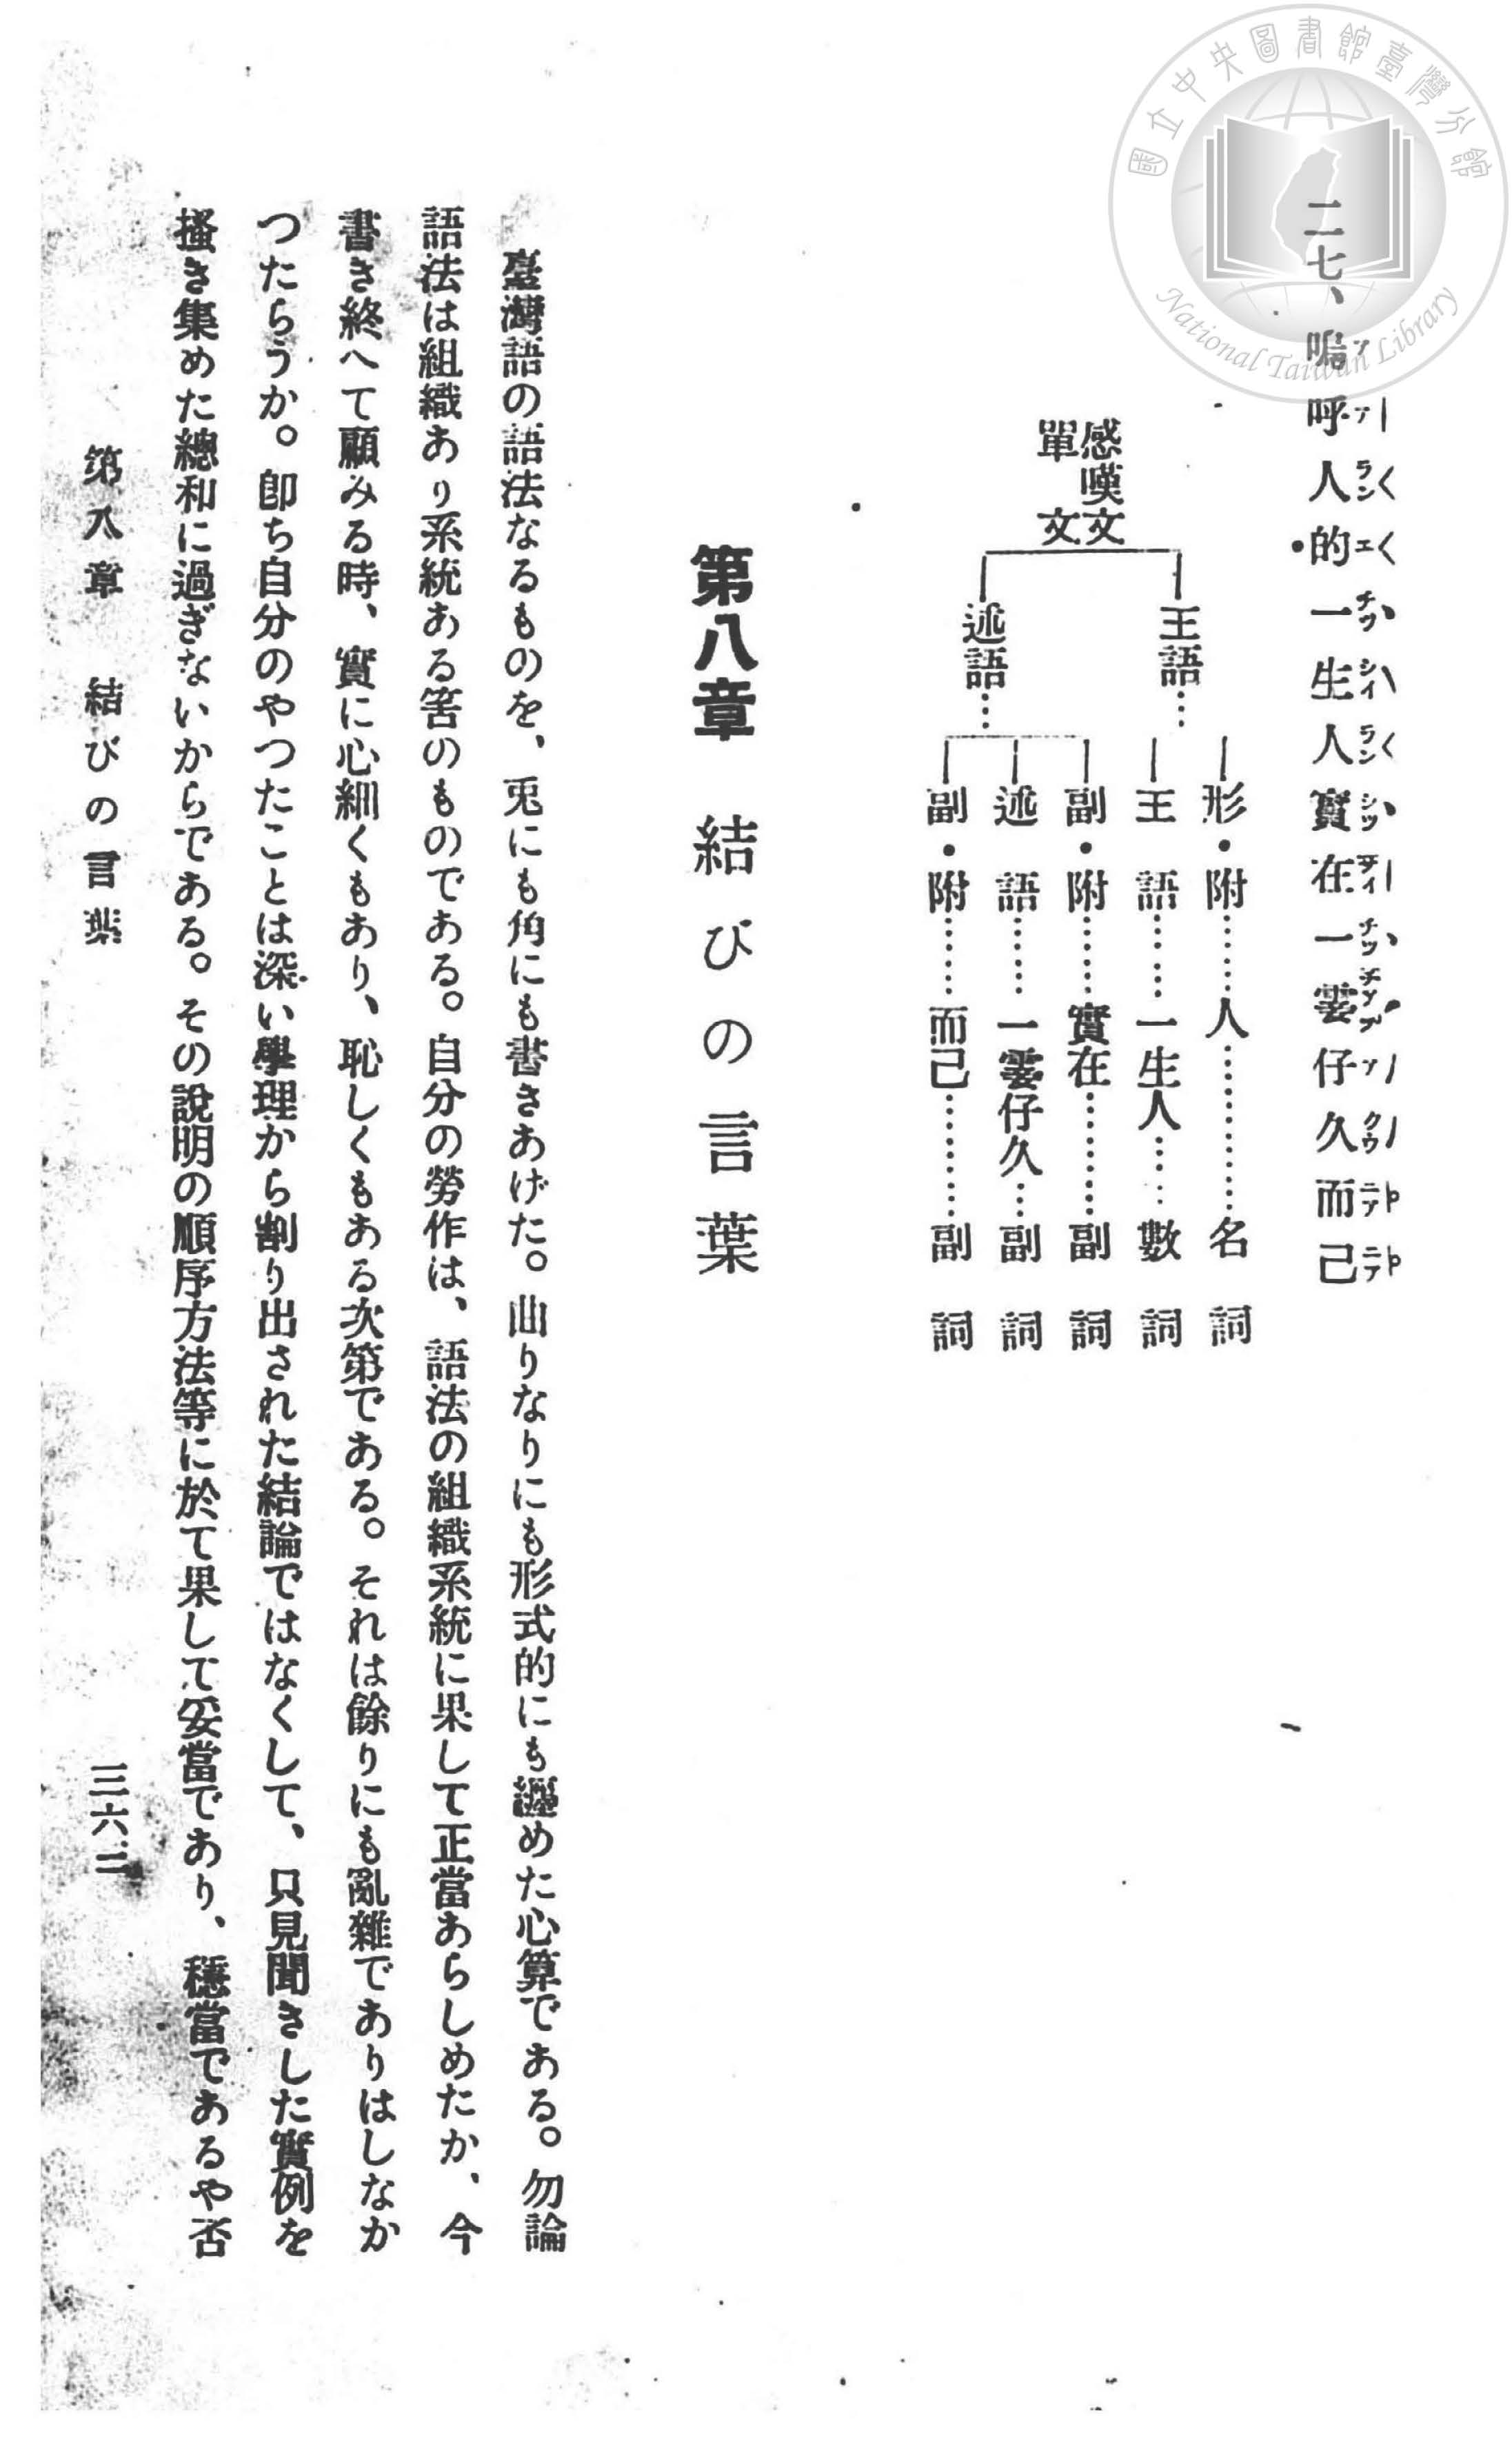 國立中央圖書館臺灣分館
National Taiwan Library
二七、嗚呼人的一生人實在一霎仔久而已
感嘆文
單文
主語…
形・附……人………名詞
主語……一生人……數詞
述語…
副・附……實在……副詞
述語……一霎仔久…副詞
副・附……而已……副詞
第八章 結びの言葉
臺灣語の語法なるものを、兎にも角にも書きあげた。曲りなりにも形式的にも纒めた心算である。勿論
語法は組織あり系統ある筈のものである。自分の勞作は、語法の組織系統に果して正當あらしめたか、今
書き終へて顧みる時、實に心細くもあり、恥しくもある次第である。それは餘りにも亂雜でありはしなか
つたらうか。卽ち自分のやつたことは深い學理から割り出された結論ではなくして、只見聞きした實例を
搔き集めた總和に過ぎないからである。その說明の順序方法等に於て果して妥當であり、穩當であるや否
第八章 結びの言葉